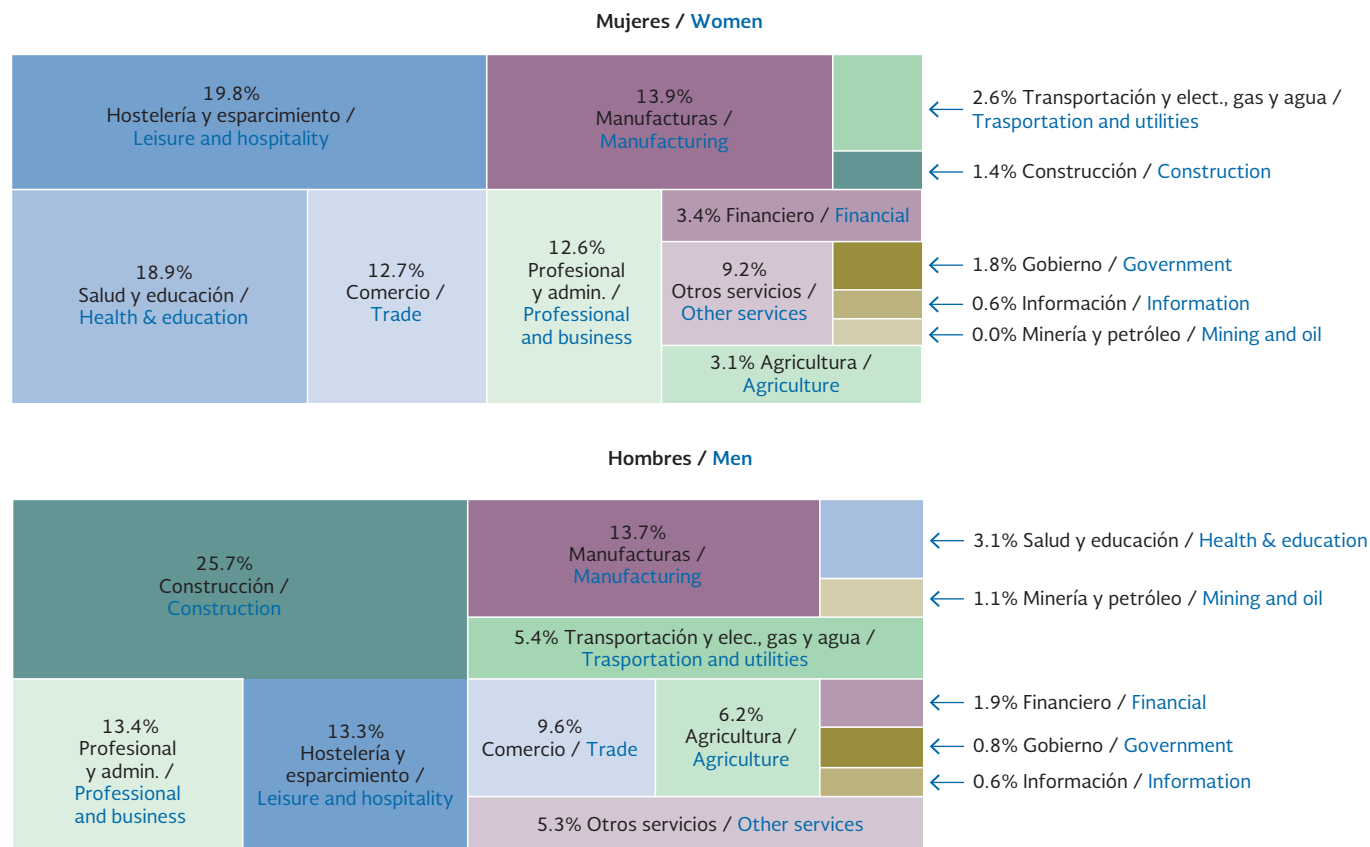 Mujeres / Women
19.8%
Hostelería y esparcimiento /
Leisure and hospitality
13.9%
Manufacturas /
Manufacturing
2.6% Transportación y elect., gas y agua /
Trasportation and utilities
1.4% Construcción / Construction
18.9%
Salud y educación /
Health & education
12.7%
Comercio /
Trade
12.6%
Profesional
y admin. /
Professional
and business
3.4% Financiero / Financial
9.2%
Otros servicios /
Other services
1.8% Gobierno / Government
0.6% Información / Information
0.0% Minería y petróleo / Mining and oil
3.1% Agricultura /
Agriculture
Hombres / Men
25.7%
Construcción /
Construction
13.7%
Manufacturas /
Manufacturing
3.1% Salud y educación / Health & education
1.1% Minería y petróleo / Mining and oil
5.4% Transportación y elec., gas y agua /
Trasportation and utilities
13.4%
Profesional
y admin. /
Professional
and business
13.3%
Hostelería y
esparcimiento /
Leisure and hospitality
9.6%
Comercio / Trade
6.2%
Agricultura /
Agriculture
1.9% Financiero / Financial
0.8% Gobierno / Government
0.6% Información / Information
5.3% Otros servicios / Other services